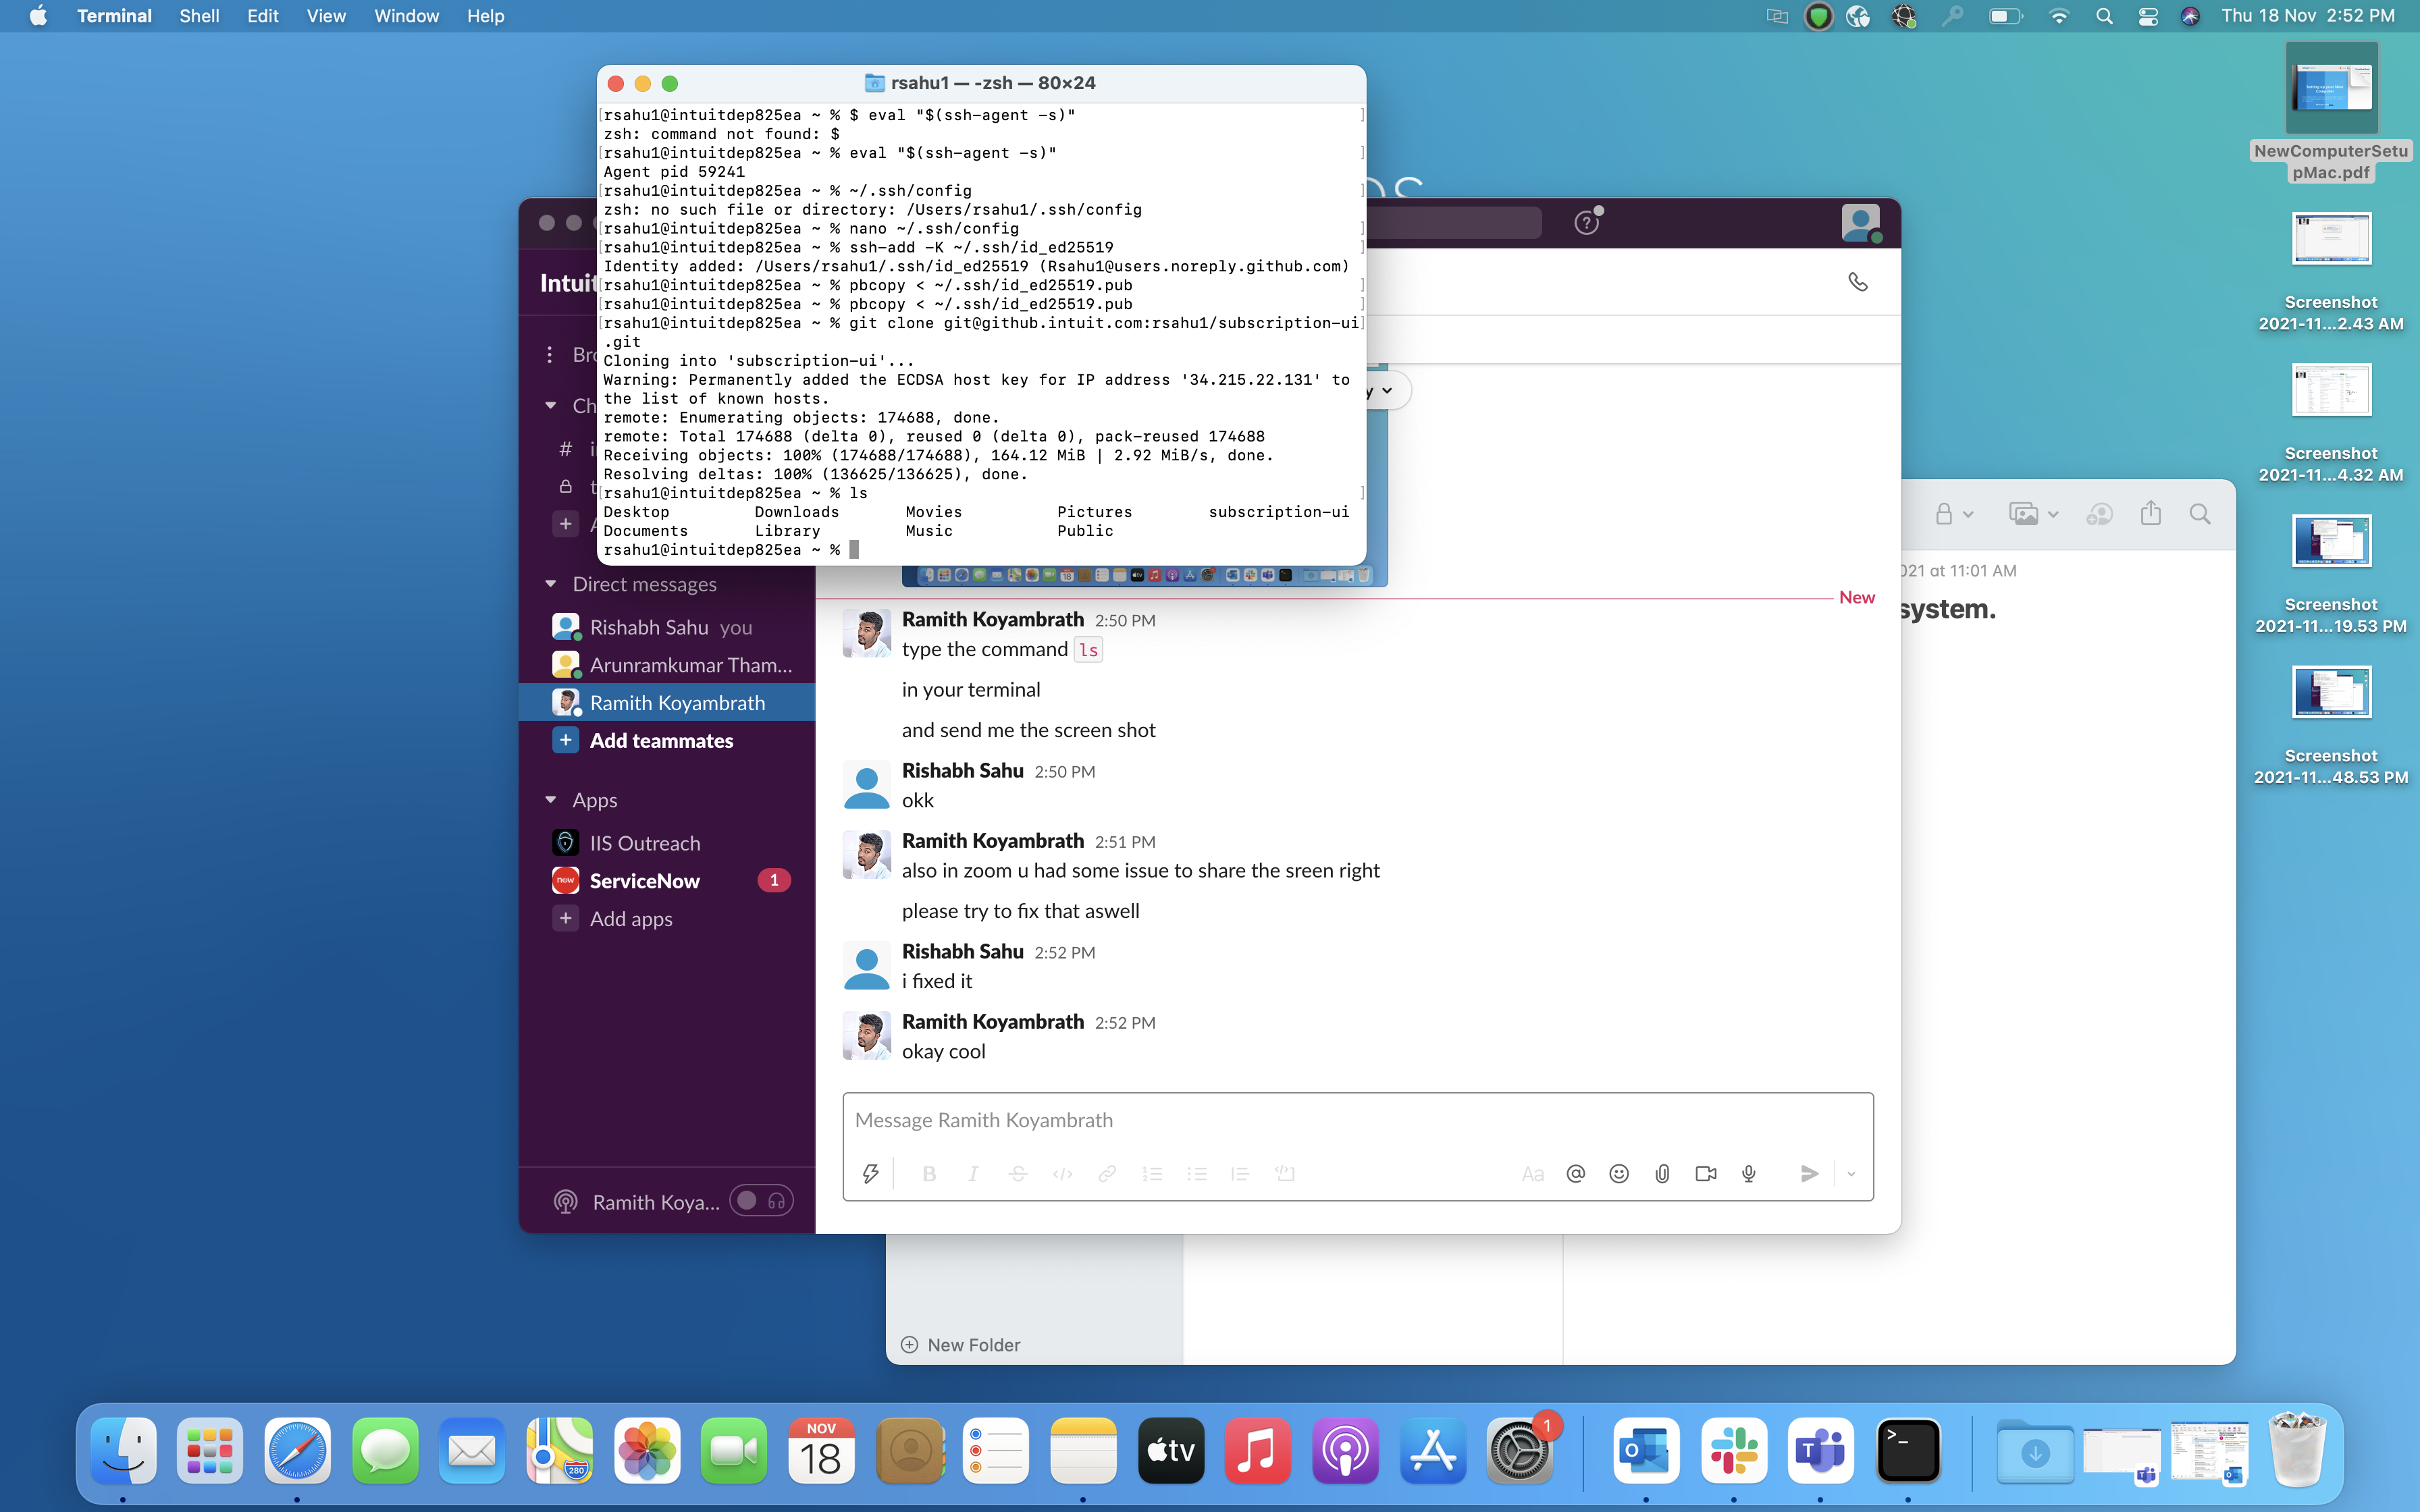 Terminal Shell Edit View Window Help
Thu 18 Nov 2:52 PM
rsahu1 — -zsh — 80×24
[rsahu1@intuitdep825ea ~ % $ eval "$(ssh-agent -s)" ]
zsh: command not found: $
[rsahu1@intuitdep825ea ~ % eval "$(ssh-agent -s)" ]
Agent pid 59241
[rsahu1@intuitdep825ea ~ % ~/.ssh/config ]
zsh: no such file or directory: /Users/rsahu1/.ssh/config
[rsahu1@intuitdep825ea ~ % nano ~/.ssh/config ]
[rsahu1@intuitdep825ea ~ % ssh-add -K ~/.ssh/id_ed25519 ]
Identity added: /Users/rsahu1/.ssh/id_ed25519 (Rsahu1@users.noreply.github.com)
[rsahu1@intuitdep825ea ~ % pbcopy < ~/.ssh/id_ed25519.pub ]
[rsahu1@intuitdep825ea ~ % pbcopy < ~/.ssh/id_ed25519.pub ]
[rsahu1@intuitdep825ea ~ % git clone git@github.intuit.com:rsahu1/subscription-ui]
.git
Cloning into 'subscription-ui'...
Warning: Permanently added the ECDSA host key for IP address '34.215.22.131' to
the list of known hosts.
remote: Enumerating objects: 174688, done.
remote: Total 174688 (delta 0), reused 0 (delta 0), pack-reused 174688
Receiving objects: 100% (174688/174688), 164.12 MiB | 2.92 MiB/s, done.
Resolving deltas: 100% (136625/136625), done.
[rsahu1@intuitdep825ea ~ % ls ]
Desktop Downloads Movies Pictures subscription-ui
Documents Library Music Public
rsahu1@intuitdep825ea ~ %
Intuit
Direct messages
Rishabh Sahu you
Arunramkumar Tham...
Ramith Koyambrath
Add teammates
Apps
IIS Outreach
ServiceNow 1
Add apps
Ramith Koya...
New
Ramith Koyambrath 2:50 PM
type the command ls
in your terminal
and send me the screen shot
Rishabh Sahu 2:50 PM
okk
Ramith Koyambrath 2:51 PM
also in zoom u had some issue to share the sreen right
please try to fix that aswell
Rishabh Sahu 2:52 PM
i fixed it
Ramith Koyambrath 2:52 PM
okay cool
Message Ramith Koyambrath
Aa
021 at 11:01 AM
system.
New Folder
NewComputerSetu
pMac.pdf
Screenshot
2021-11...2.43 AM
Screenshot
2021-11...4.32 AM
Screenshot
2021-11...19.53 PM
Screenshot
2021-11...48.53 PM
280
NOV
18
tv
1